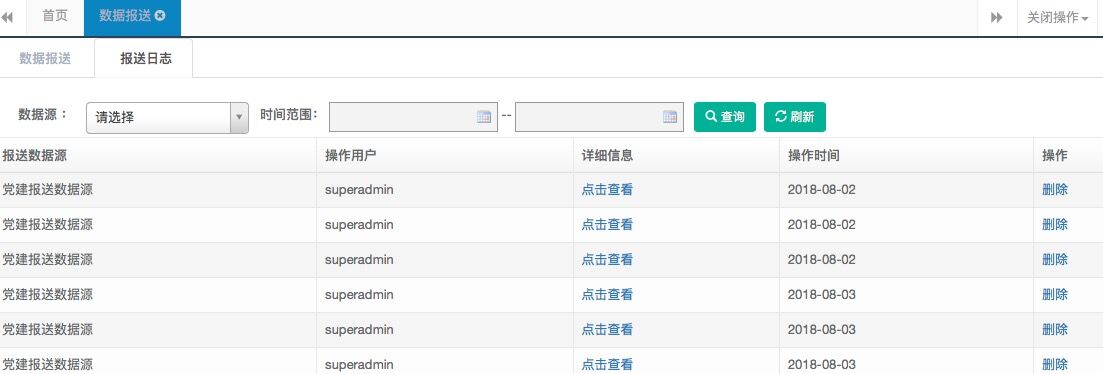 首页 数据报送 关闭操作
数据报送 报送日志
数据源： 请选择 时间范围： -- 查询 刷新
报送数据源 操作用户 详细信息 操作时间 操作
党建报送数据源 superadmin 点击查看 2018-08-02 删除
党建报送数据源 superadmin 点击查看 2018-08-02 删除
党建报送数据源 superadmin 点击查看 2018-08-02 删除
党建报送数据源 superadmin 点击查看 2018-08-03 删除
党建报送数据源 superadmin 点击查看 2018-08-03 删除
党建报送数据源 superadmin 点击查看 2018-08-03 删除